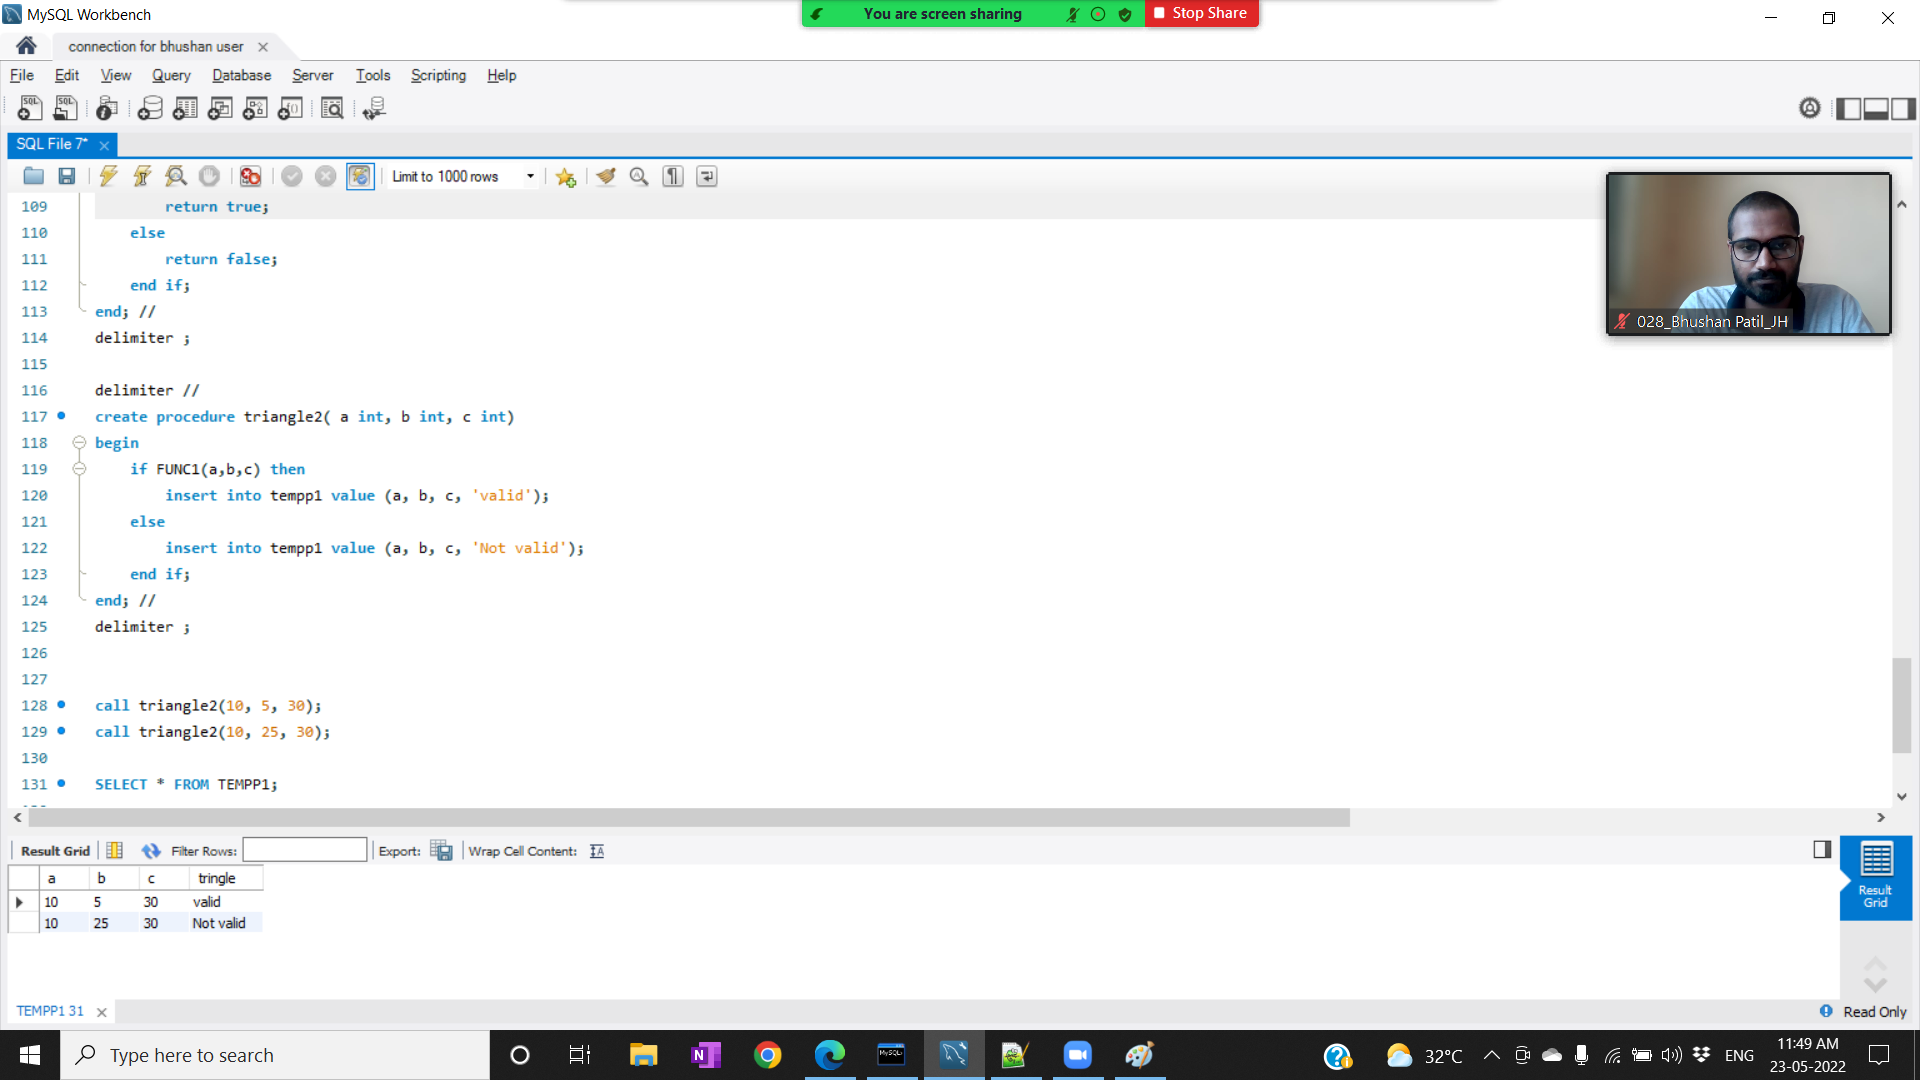 MySQL Workbench
You are screen sharing
Stop Share
connection for bhushan user
File Edit View Query Database Server Tools Scripting Help
SQL File 7*
Limit to 1000 rows
109 return true;
110 else
111 return false;
112 end if;
113 end; //
114 delimiter ;
115
116 delimiter //
117 create procedure triangle2( a int, b int, c int)
118 begin
119 if FUNC1(a,b,c) then
120 insert into tempp1 value (a, b, c, 'valid');
121 else
122 insert into tempp1 value (a, b, c, 'Not valid');
123 end if;
124 end; //
125 delimiter ;
126
127
128 call triangle2(10, 5, 30);
129 call triangle2(10, 25, 30);
130
131 SELECT * FROM TEMPP1;
028_Bhushan Patil_JH
Result Grid Filter Rows: Export: Wrap Cell Content:
a b c tringle
10 5 30 valid
10 25 30 Not valid
Result
Grid
TEMPP1 31
Read Only
Type here to search
32°C
ENG
11:49 AM
23-05-2022